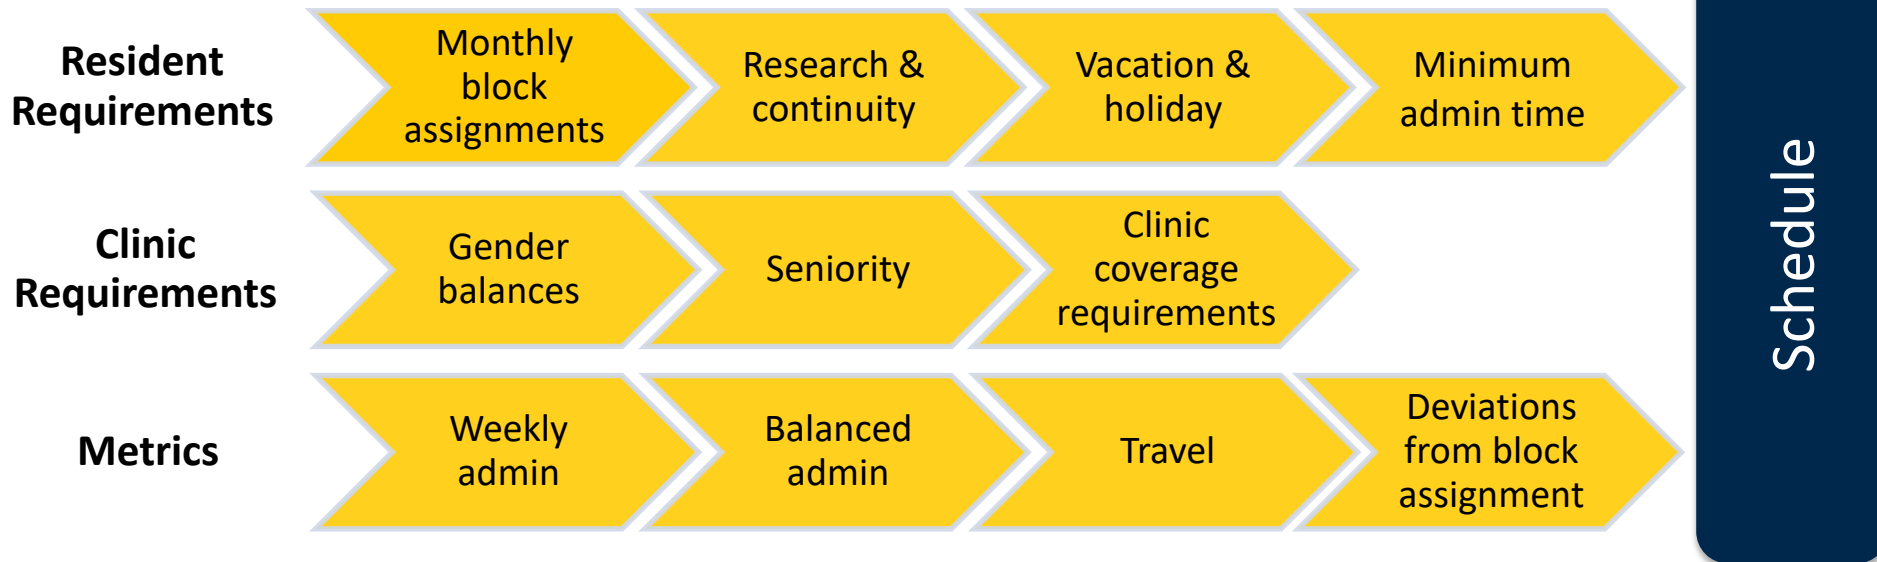 Resident
Requirements
Monthly
block
assignments
Research &
continuity
Vacation &
holiday
Minimum
admin time
Clinic
Requirements
Gender
balances
Seniority
Clinic
coverage
requirements
Metrics
Weekly
admin
Balanced
admin
Travel
Deviations
from block
assignment
Schedule